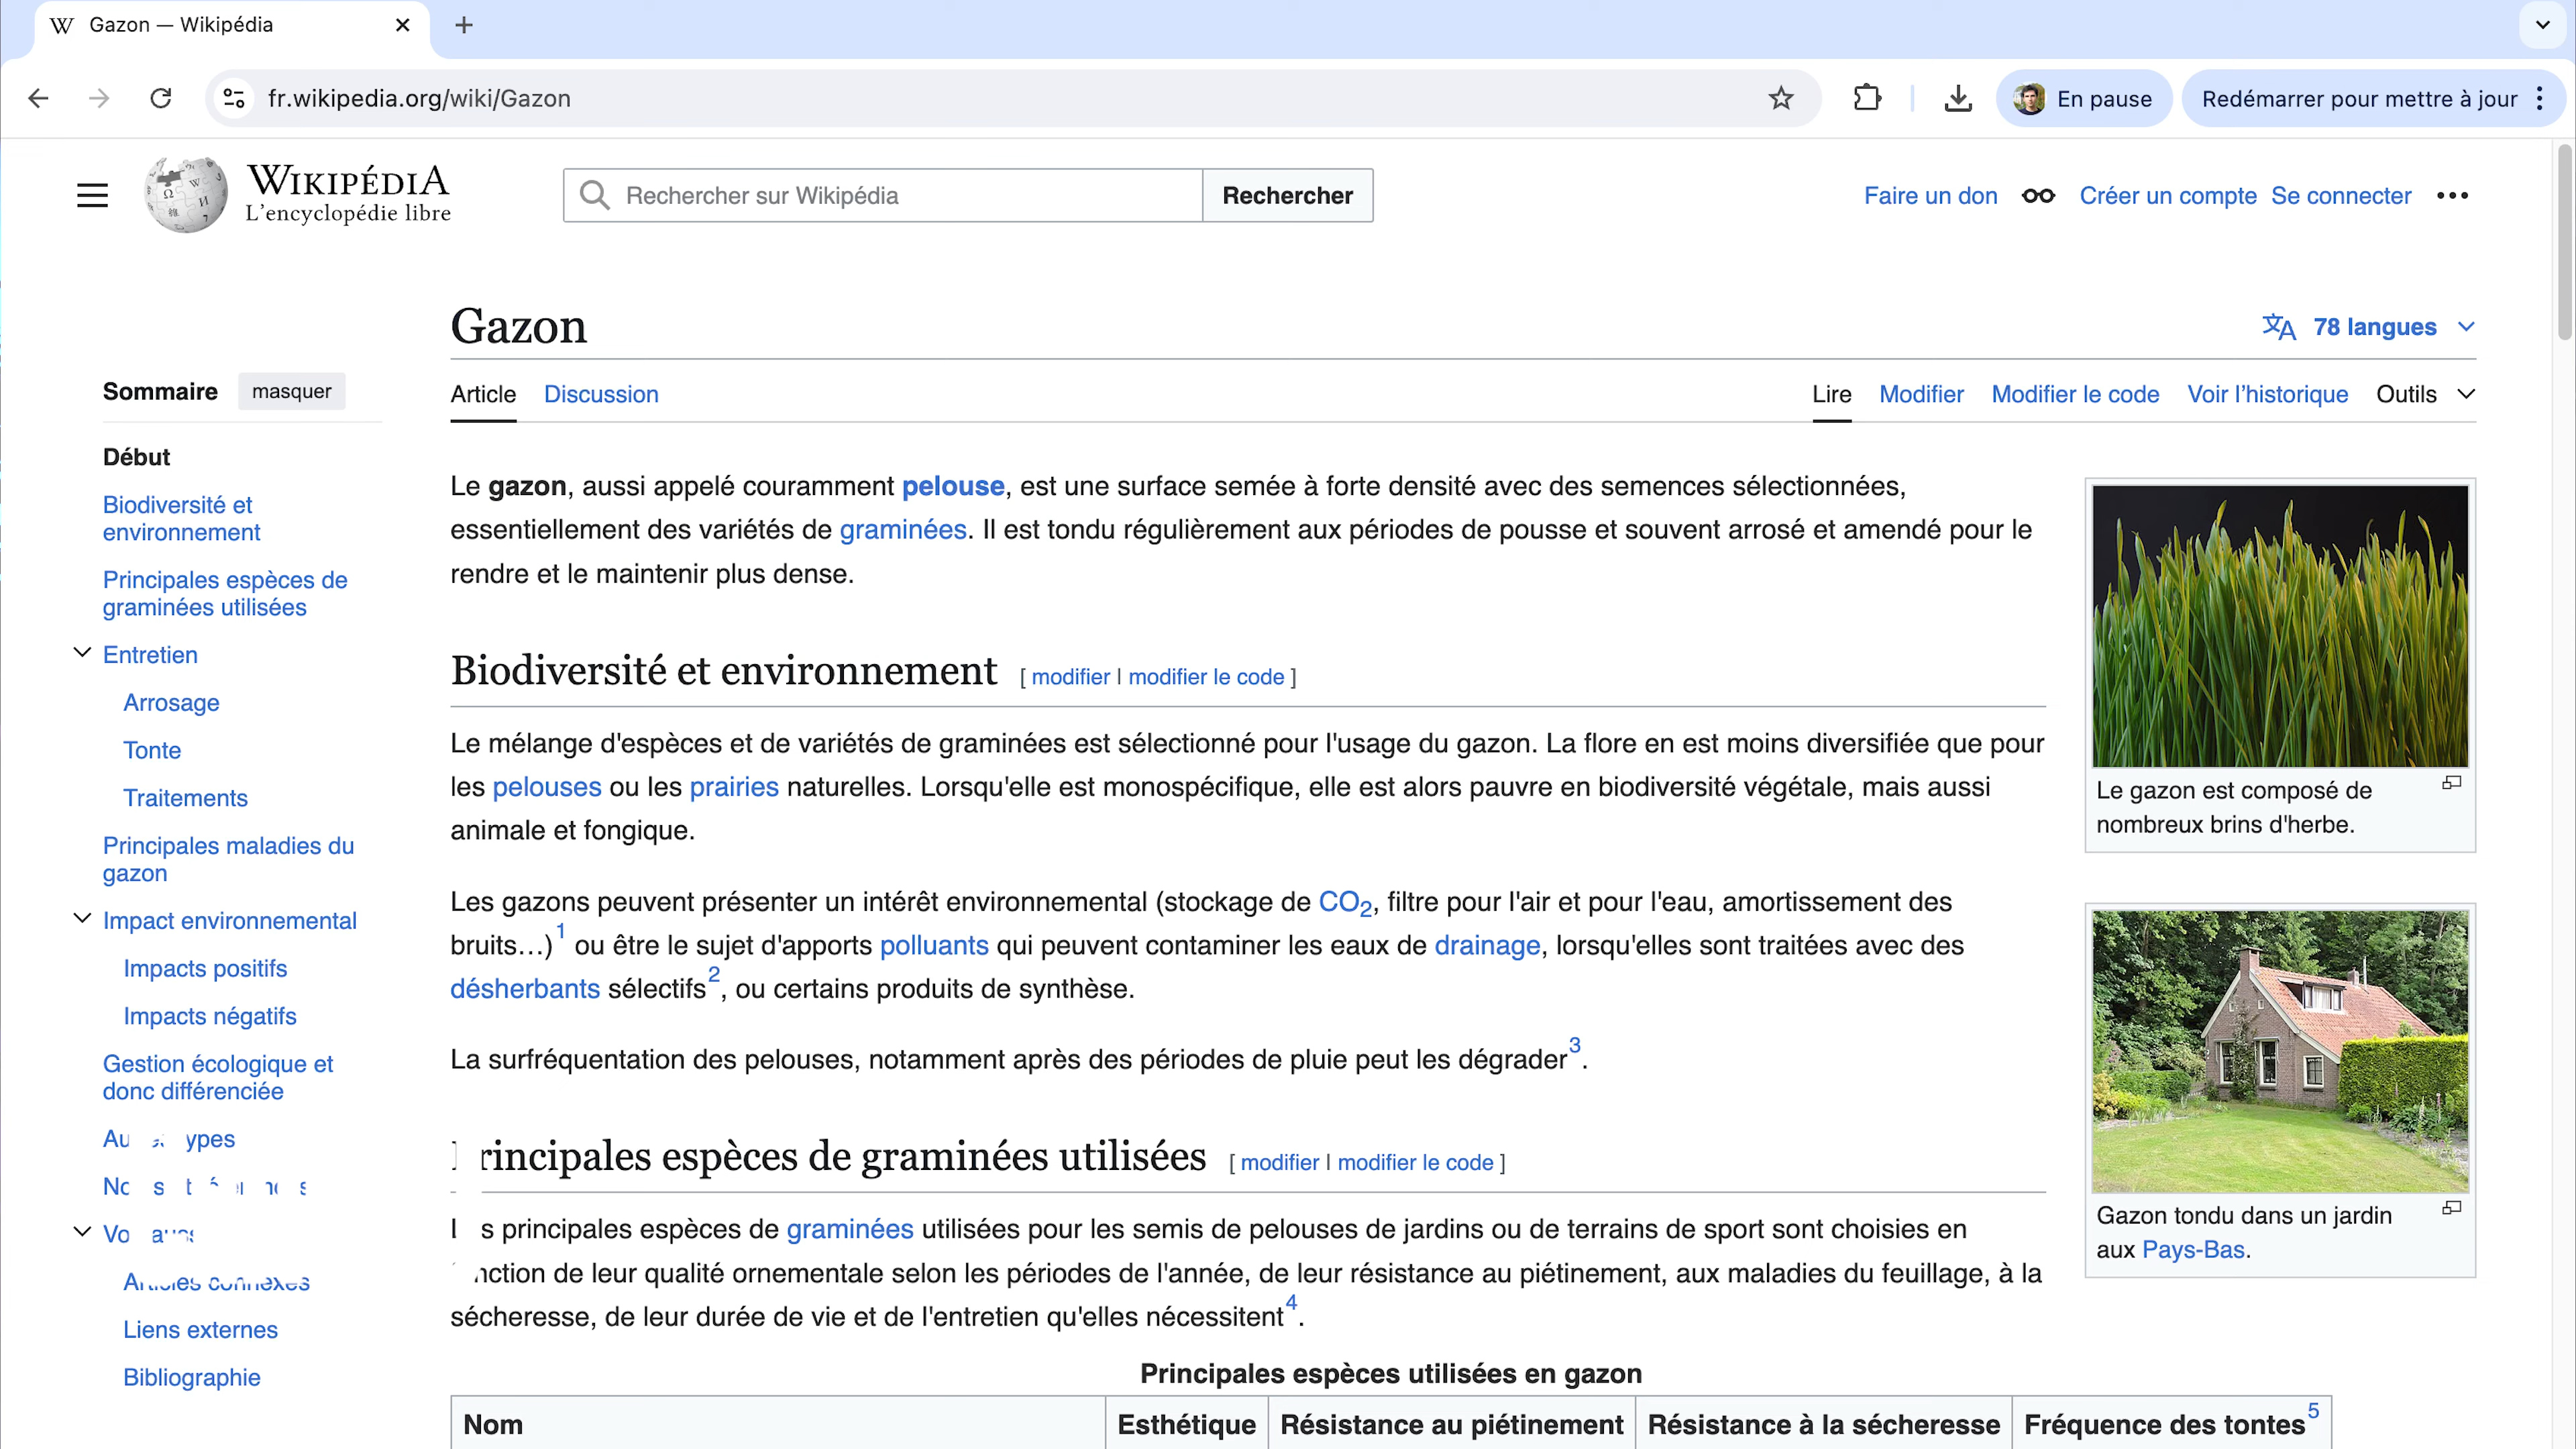 Gazon — Wikipédia
fr.wikipedia.org/wiki/Gazon
En pause
Redémarrer pour mettre à jour
WIKIPÉDIA
L'encyclopédie libre
Rechercher sur Wikipédia
Rechercher
Faire un don
Créer un compte
Se connecter
Gazon
78 langues
Sommaire
masquer
Article
Discussion
Lire
Modifier
Modifier le code
Voir l'historique
Outils
Début
Biodiversité et
environnement
Principales espèces de
graminées utilisées
Entretien
Arrosage
Tonte
Traitements
Principales maladies du
gazon
Impact environnemental
Impacts positifs
Impacts négatifs
Gestion écologique et
donc différenciée
Articles connexes
Liens externes
Bibliographie
Le gazon, aussi appelé couramment pelouse, est une surface semée à forte densité avec des semences sélectionnées,
essentiellement des variétés de graminées. Il est tondu régulièrement aux périodes de pousse et souvent arrosé et amendé pour le
rendre et le maintenir plus dense.
Biodiversité et environnement [ modifier | modifier le code ]
Le mélange d'espèces et de variétés de graminées est sélectionné pour l'usage du gazon. La flore en est moins diversifiée que pour
les pelouses ou les prairies naturelles. Lorsqu'elle est monospécifique, elle est alors pauvre en biodiversité végétale, mais aussi
animale et fongique.
Les gazons peuvent présenter un intérêt environnemental (stockage de CO2, filtre pour l'air et pour l'eau, amortissement des
bruits…)1 ou être le sujet d'apports polluants qui peuvent contaminer les eaux de drainage, lorsqu'elles sont traitées avec des
désherbants sélectifs2, ou certains produits de synthèse.
La surfréquentation des pelouses, notamment après des périodes de pluie peut les dégrader3.
espèces de graminées utilisées [ modifier | modifier le code ]
principales espèces de graminées utilisées pour les semis de pelouses de jardins ou de terrains de sport sont choisies en
de leur qualité ornementale selon les périodes de l'année, de leur résistance au piétinement, aux maladies du feuillage, à la
sécheresse, de leur durée de vie et de l'entretien qu'elles nécessitent4.
Principales espèces utilisées en gazon
Nom
Esthétique
Résistance au piétinement
Résistance à la sécheresse
Fréquence des tontes5
Le gazon est composé de
nombreux brins d'herbe.
Gazon tondu dans un jardin
aux Pays-Bas.